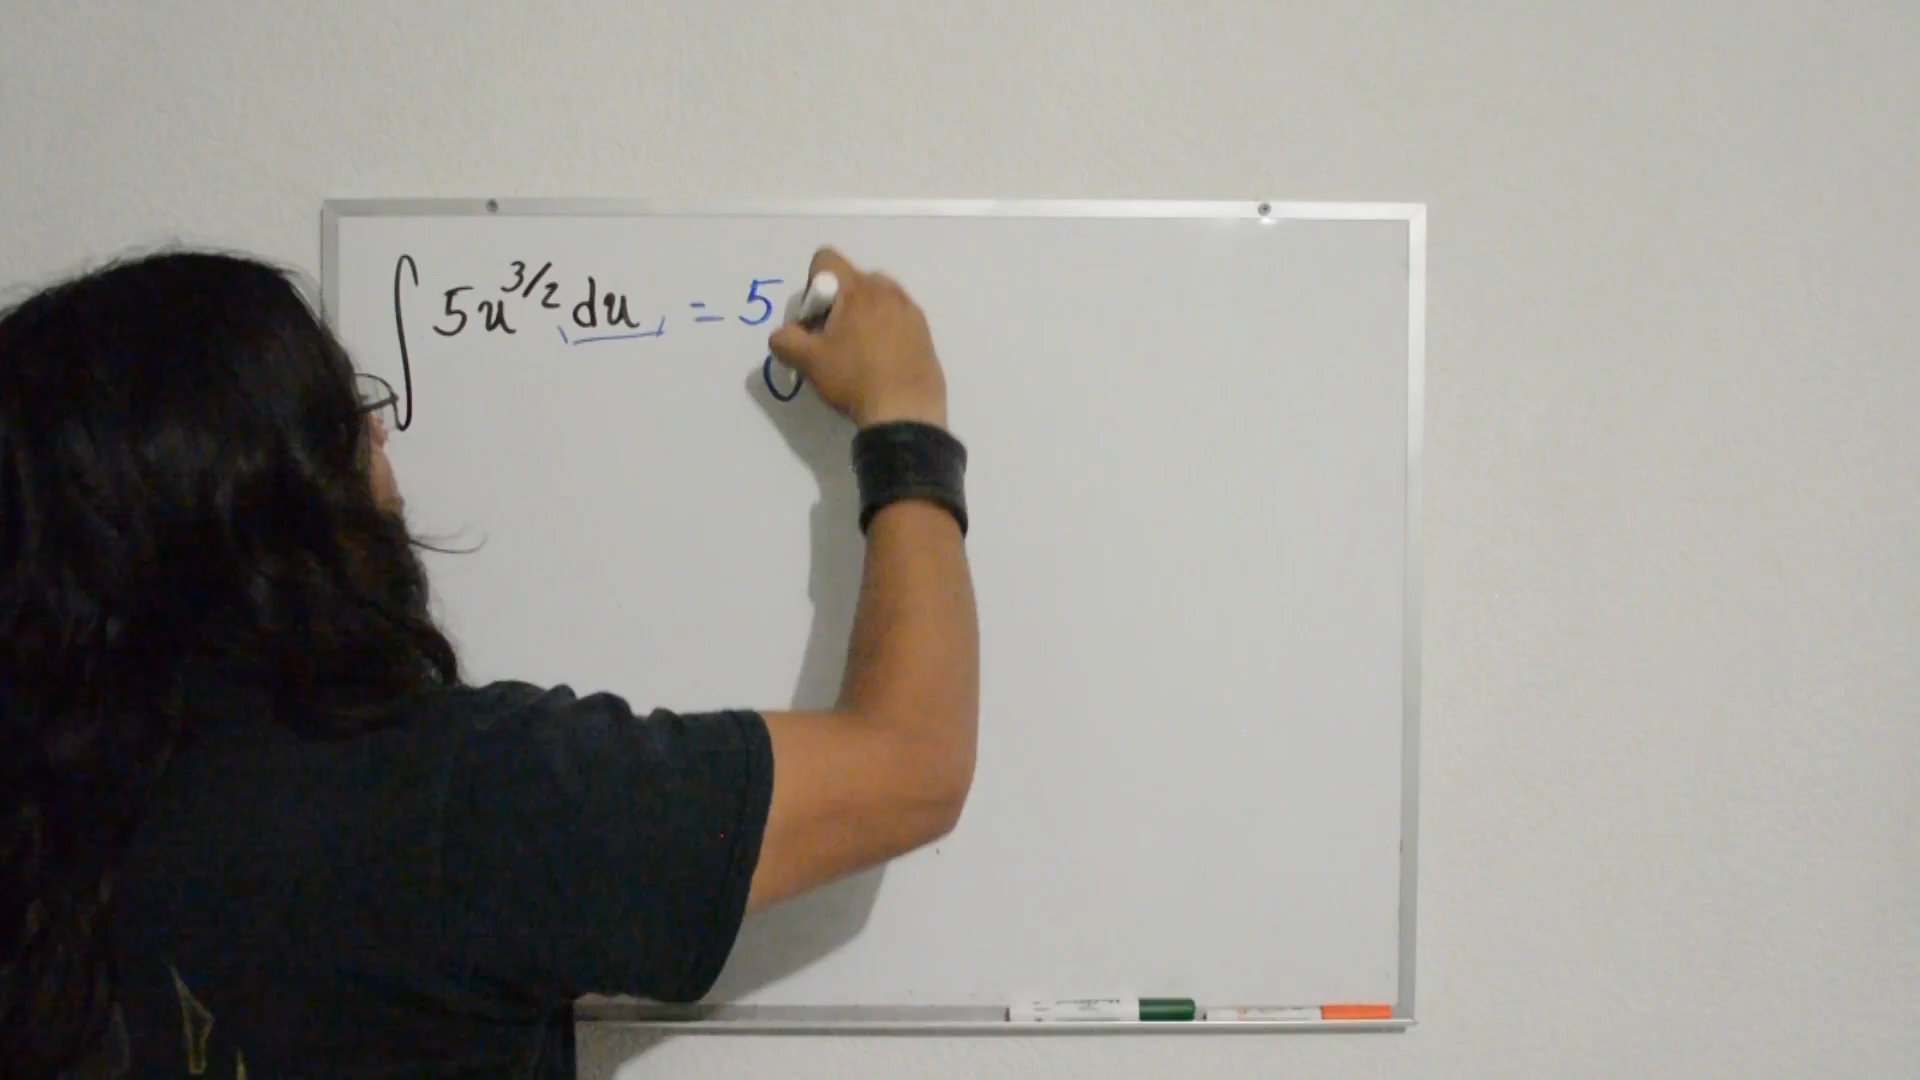 ∫ 5u^3/2 du = 5